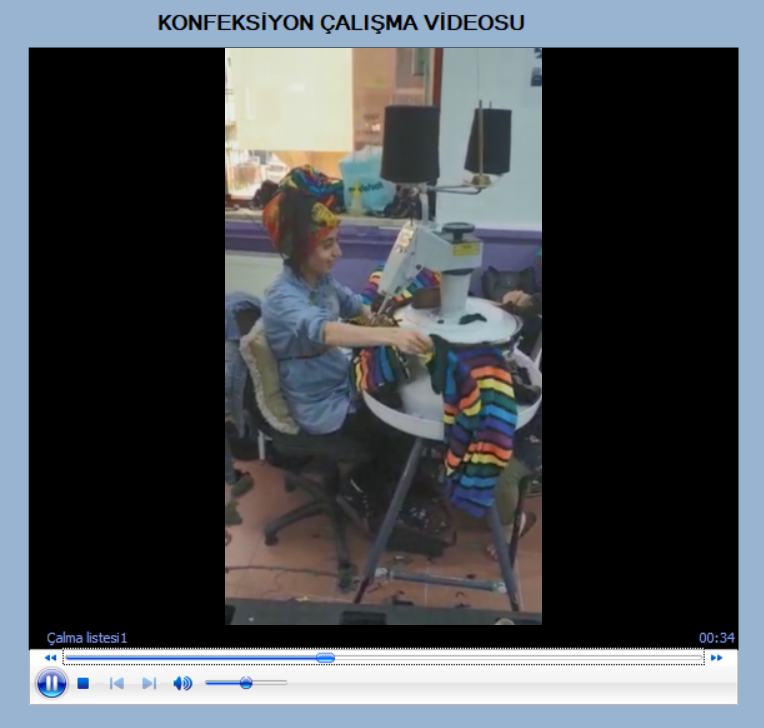 KONFEKSİYON ÇALIŞMA VİDEOSU
Çalma listesi1
00:34